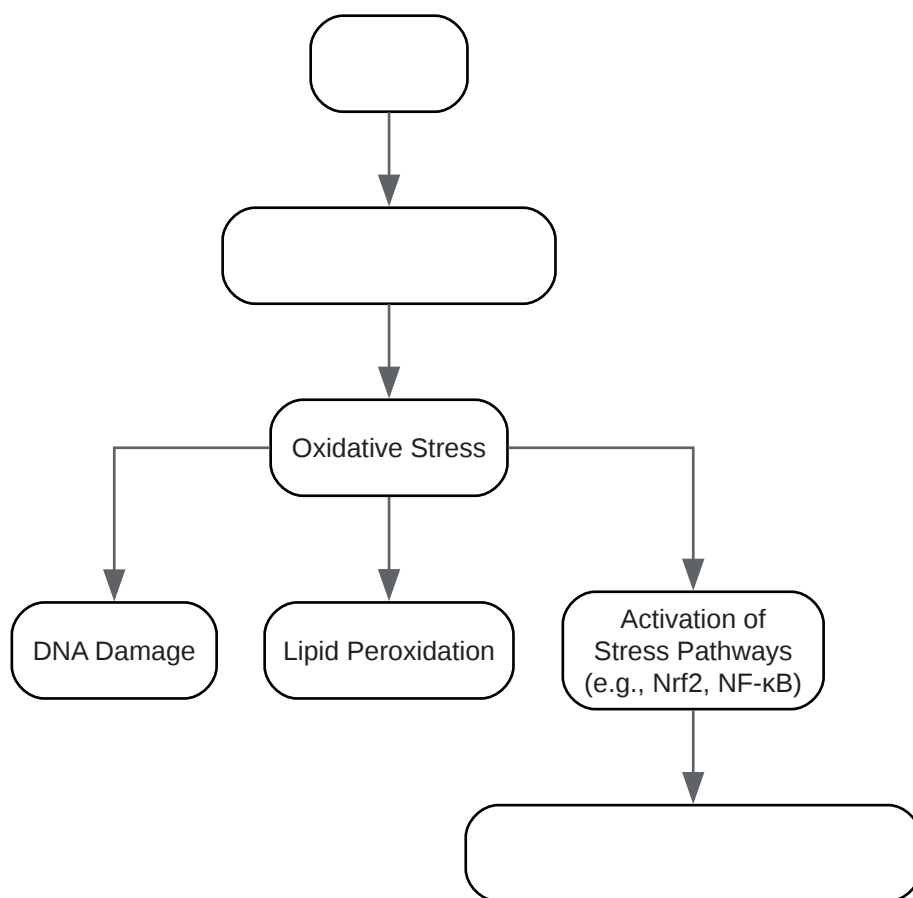 Oxidative Stress
DNA Damage
Lipid Peroxidation
Activation of
Stress Pathways
(e.g., Nrf2, NF-κB)